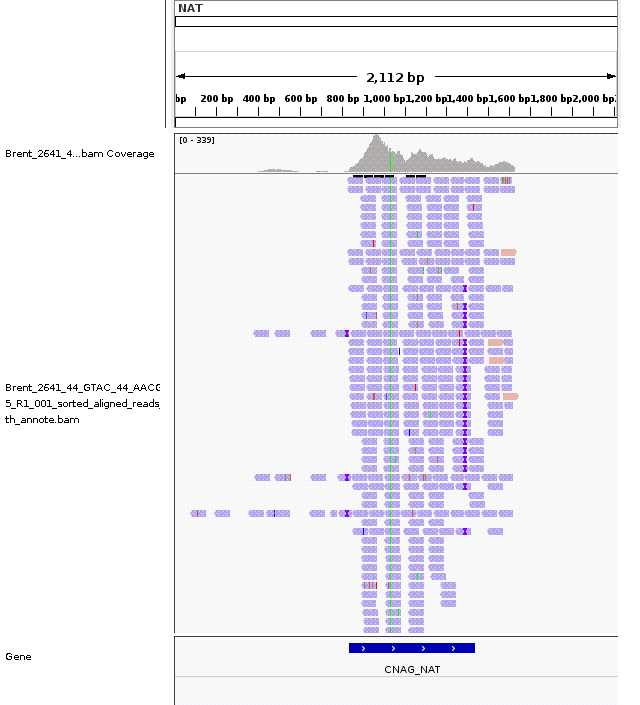 NAT
2,112 bp
bp 200 bp 400 bp 600 bp 800 bp 1,000 bp 1,200 bp 1,400 bp 1,600 bp 1,800 bp 2,000 bp
[0 - 339]
Brent_2641_4...bam Coverage
Brent_2641_44_GTAC_44_AACG
5_R1_001_sorted_aligned_reads_
th_annote.bam
Gene
CNAG_NAT